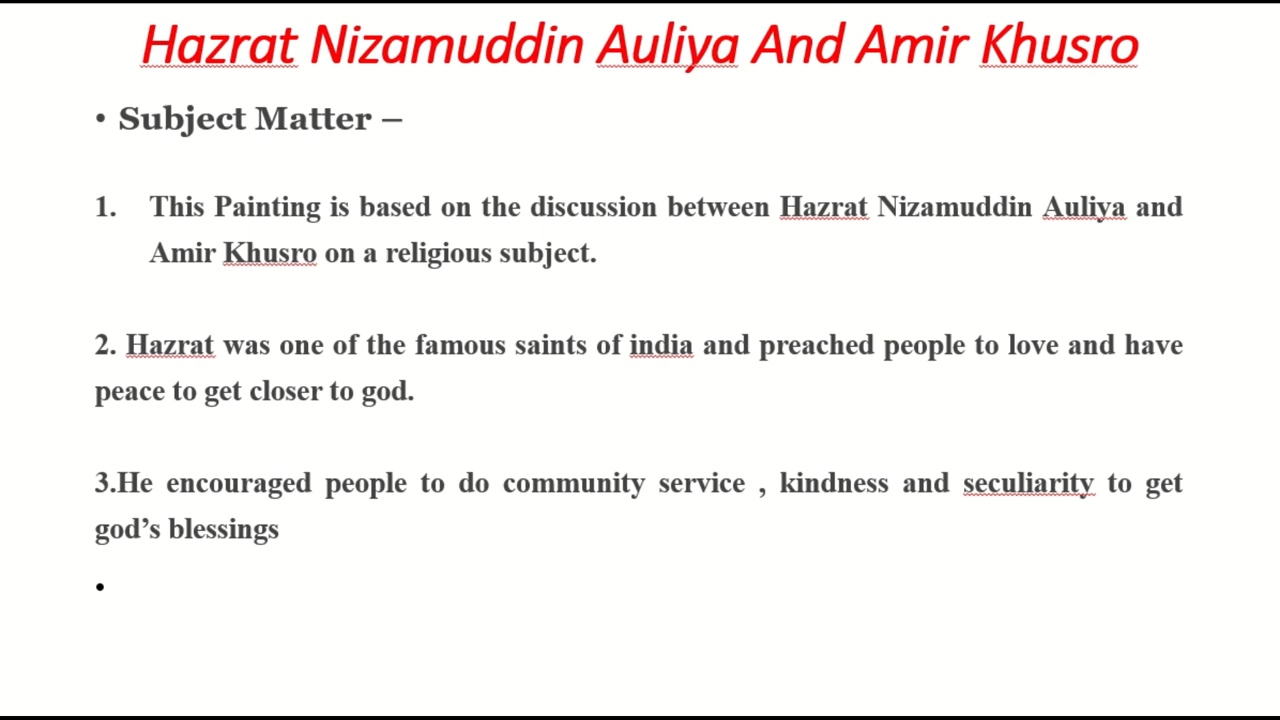 Hazrat Nizamuddin Auliya And Amir Khusro
• Subject Matter –
1. This Painting is based on the discussion between Hazrat Nizamuddin Auliya and
Amir Khusro on a religious subject.
2. Hazrat was one of the famous saints of india and preached people to love and have
peace to get closer to god.
3.He encouraged people to do community service , kindness and seculiarity to get
god’s blessings
•